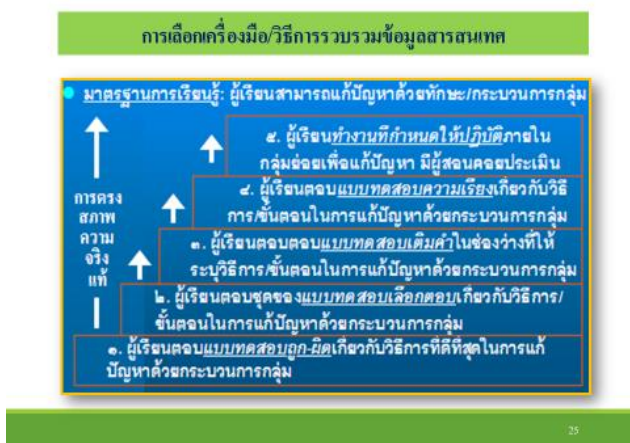 การเลือกเครื่องมือ/วิธีการรวบรวมข้อมูลสารสนเทศ
มาตรฐานการเรียนรู้: ผู้เรียนสามารถแก้ปัญหาด้วยทักษะ/กระบวนการกลุ่ม
๕. ผู้เรียนทำงานที่กำหนดให้ปฏิบัติภายใน
กลุ่มย่อยเพื่อแก้ปัญหา มีผู้สอนคอยประเมิน
๔. ผู้เรียนตอบแบบทดสอบความเรียงเกี่ยวกับวิธี
การ/ขั้นตอนในการแก้ปัญหาด้วยกระบวนการกลุ่ม
๓. ผู้เรียนตอบตอบแบบทดสอบเติมคำในช่องว่างที่ให้
ระบุวิธีการ/ขั้นตอนในการแก้ปัญหาด้วยกระบวนการกลุ่ม
๒. ผู้เรียนตอบชุดของแบบทดสอบเลือกตอบเกี่ยวกับวิธีการ/
ขั้นตอนในการแก้ปัญหาด้วยกระบวนการกลุ่ม
๑. ผู้เรียนตอบแบบทดสอบถูก-ผิดเกี่ยวกับวิธีการที่ดีที่สุดในการแก้
ปัญหาด้วยกระบวนการกลุ่ม
การตรง
สภาพ
ความ
จริง
แท้
25